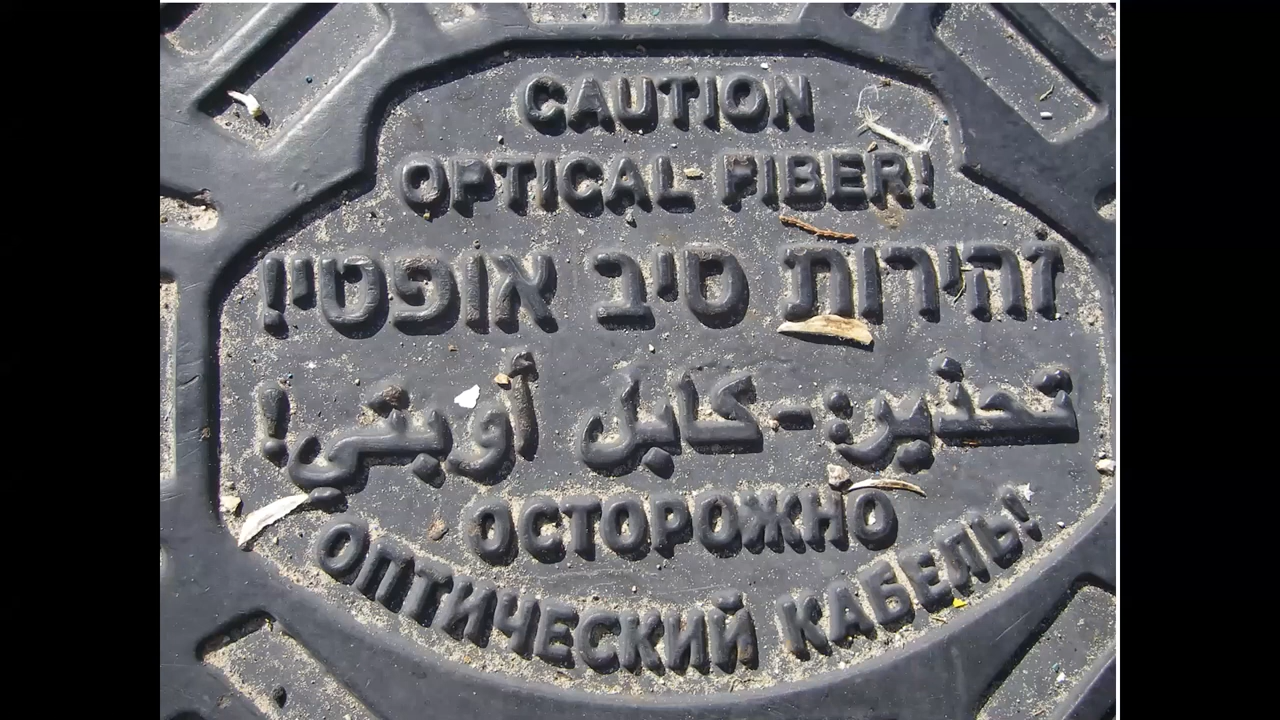 CAUTION
OPTICAL FIBER!
זהירות סיב אופטי!
تحذير:-كابل أوبتي!
ОСТОРОЖНО
ОПТИЧЕСКИЙ КАБЕЛЬ!